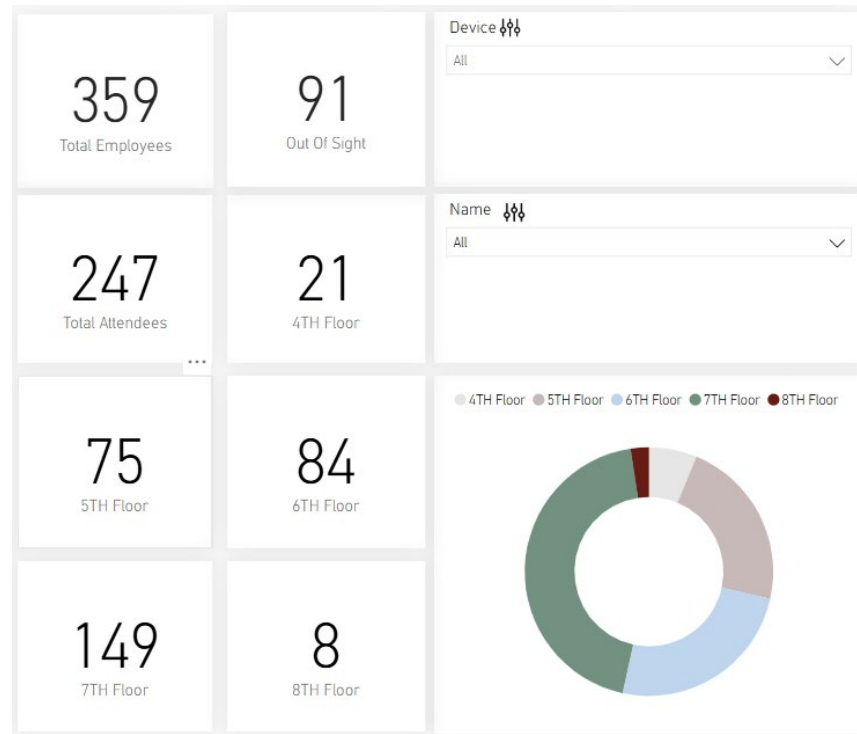 359
Total Employees
91
Out Of Sight
Device
All
247
Total Attendees
21
4TH Floor
Name
All
...
75
5TH Floor
84
6TH Floor
4TH Floor 5TH Floor 6TH Floor 7TH Floor 8TH Floor
149
7TH Floor
8
8TH Floor